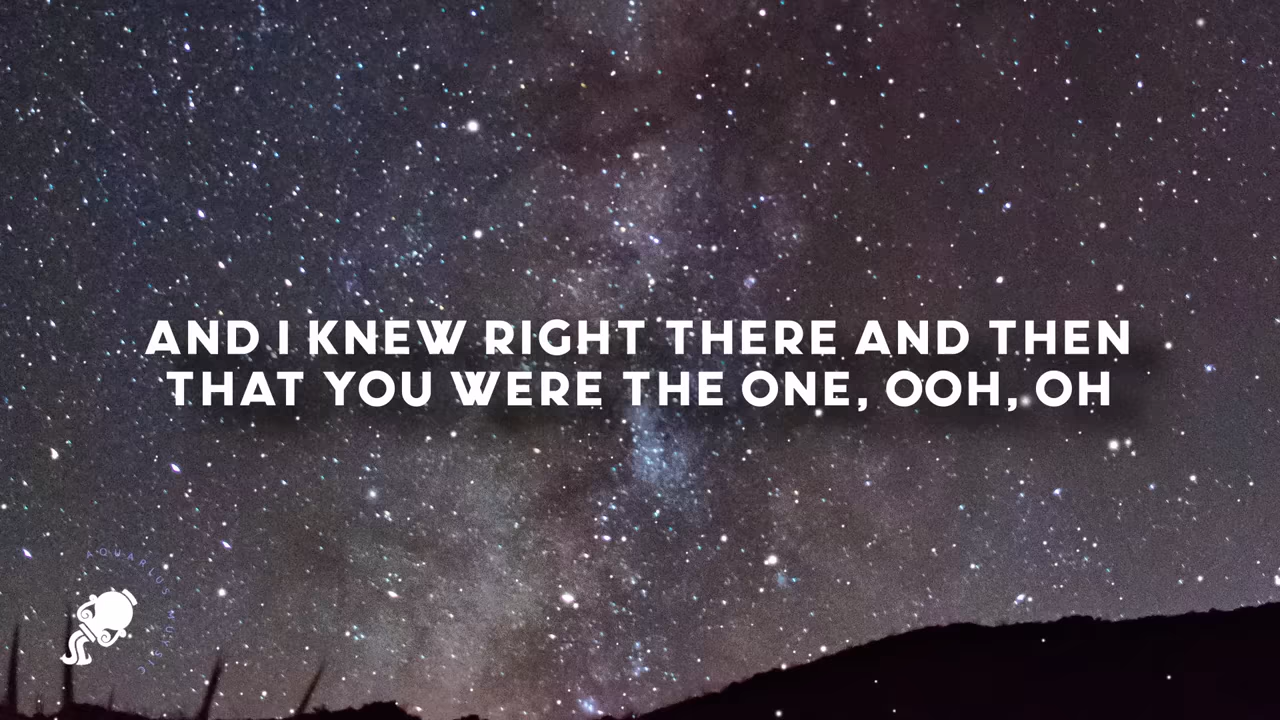 AND I KNEW RIGHT THERE AND THEN
THAT YOU WERE THE ONE, OOH, OH
AQUARIUS MUSIC